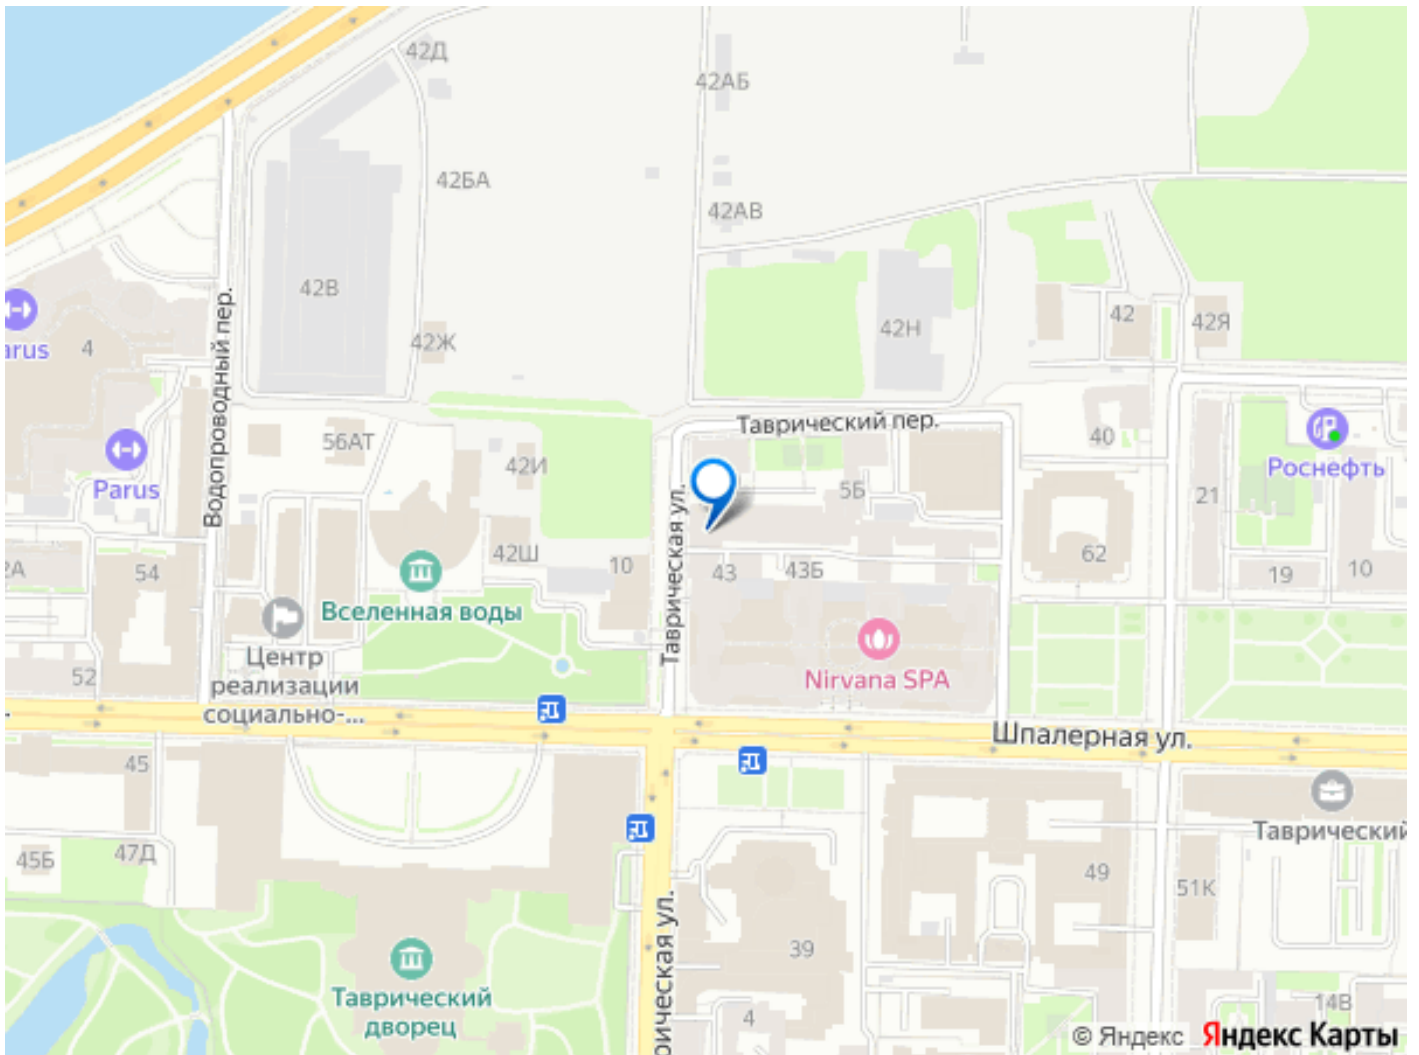 42Д
42АБ
42БА
42АВ
42В
42Н
42
42Я
42Ж
arus
4
Водопроводный пер.
Таврический пер.
56АТ
40
Parus
42И
5Б
21
Роснефть
Таврическая ул.
2А
54
42Ш
10
43
43Б
62
19
10
Вселенная воды
Центр
реализации
социально-...
52
Nirvana SPA
Шпалерная ул.
45
45Б
47Д
49
51К
Таврический
39
рическая ул.
Таврический
дворец
4
14В
© Яндекс Яндекс Карты